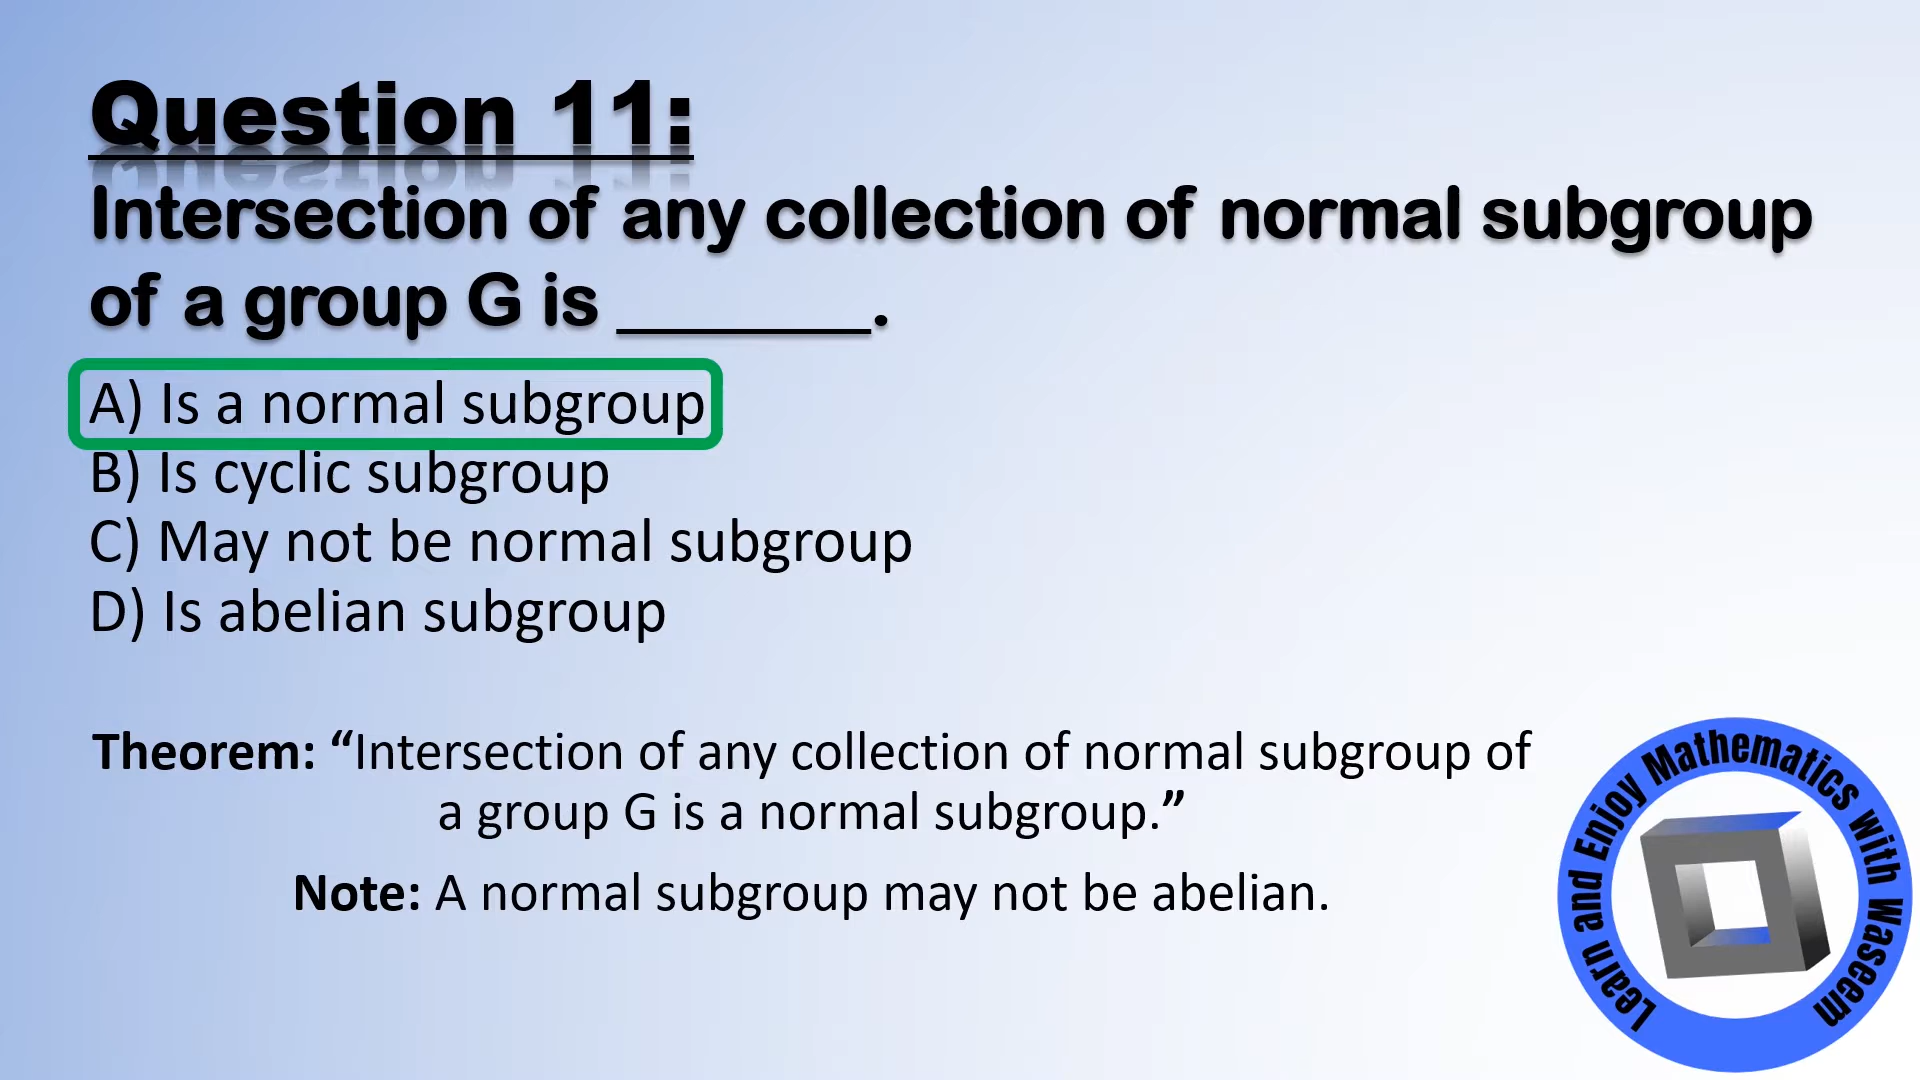 Question 11:
Intersection of any collection of normal subgroup
of a group G is _______.
A) Is a normal subgroup
B) Is cyclic subgroup
C) May not be normal subgroup
D) Is abelian subgroup
Theorem: “Intersection of any collection of normal subgroup of
a group G is a normal subgroup.”
Note: A normal subgroup may not be abelian.
Learn and Enjoy Mathematics with Waseem